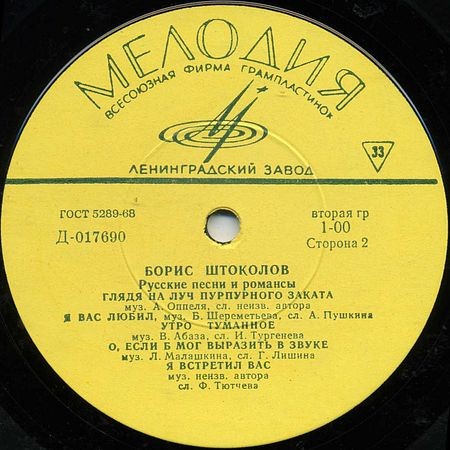 МЕЛОДИЯ
ВСЕСОЮЗНАЯ ФИРМА ГРАМПЛАСТИНОК
33
ЛЕНИНГРАДСКИЙ ЗАВОД
ГОСТ 5289-68
вторая гр
Д-017690
1-00
Сторона 2
БОРИС ШТОКОЛОВ
Русские песни и романсы
ГЛЯДЯ НА ЛУЧ ПУРПУРНОГО ЗАКАТА
муз. А. Оппеля, сл. неизв. автора
Я ВАС ЛЮБИЛ, муз. Б. Шереметьева, сл. А. Пушкина
УТРО ТУМАННОЕ
муз. В. Абаза, сл. И. Тургенева
О, ЕСЛИ Б МОГ ВЫРАЗИТЬ В ЗВУКЕ
муз. Л. Малашкина, сл. Г. Лишина
Я ВСТРЕТИЛ ВАС
муз. неизв. автора
сл. Ф. Тютчева